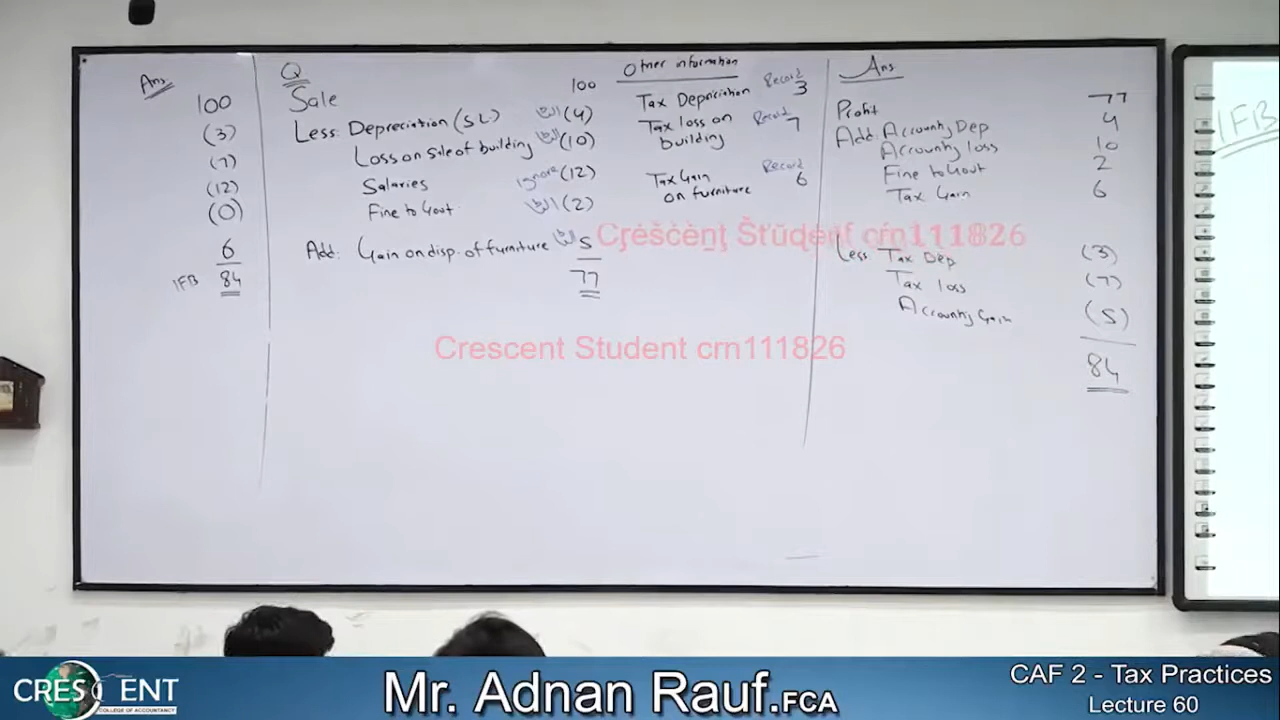 Ans
100
(3)
(7)
(12)
(0)
6
IFB 84
Q
Sale 100
Less: Depreciation (SL) الٹ (4)
Loss on sale of building الٹ (10)
Salaries ignore (12)
Fine to Govt الٹ (2)
Add: Gain on disp. of furniture الٹ 5
77
Other information
Tax Depreciation Record 3
Tax loss on building Record 7
Tax Gain on furniture Record 6
Ans
Profit 77
Add: Accounting Dep 4
Accounting loss 10
Fine to Govt 2
Tax Gain 6
Less: Tax Dep (3)
Tax loss (7)
Accounting Gain (5)
84
IFB
Crescent Student crn111826
Crescent Student crn111826
CRESCENT
COLLEGE OF ACCOUNTANCY
Mr. Adnan Rauf.FCA
CAF 2 - Tax Practices
Lecture 60